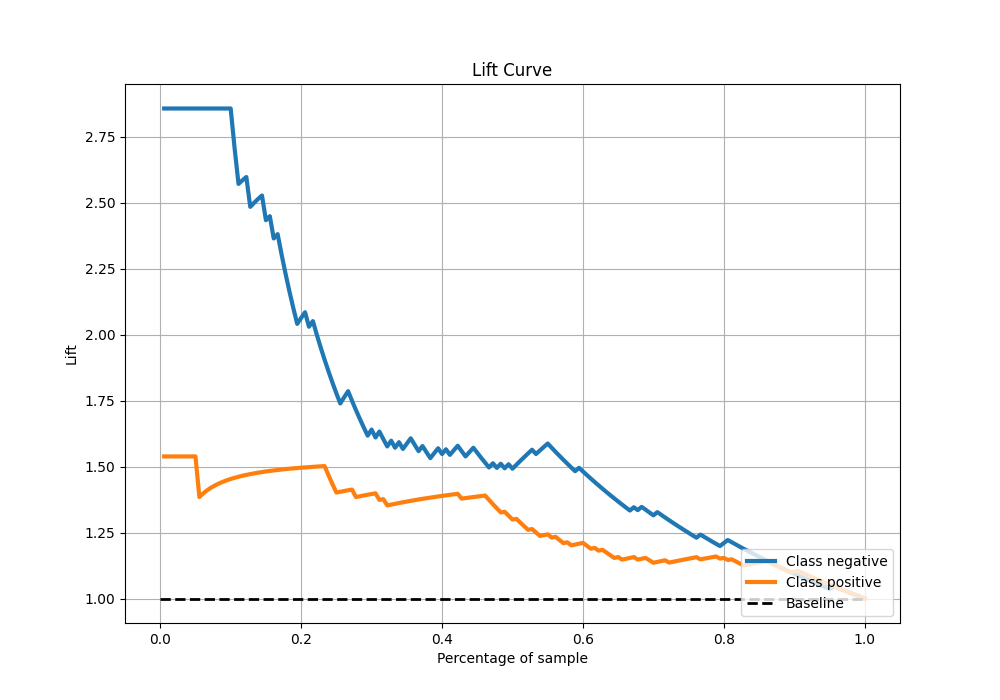 Lift Curve
Lift
2.75
2.50
2.25
2.00
1.75
1.50
1.25
1.00
0.0 0.2 0.4 0.6 0.8 1.0
Percentage of sample
Class negative
Class positive
Baseline